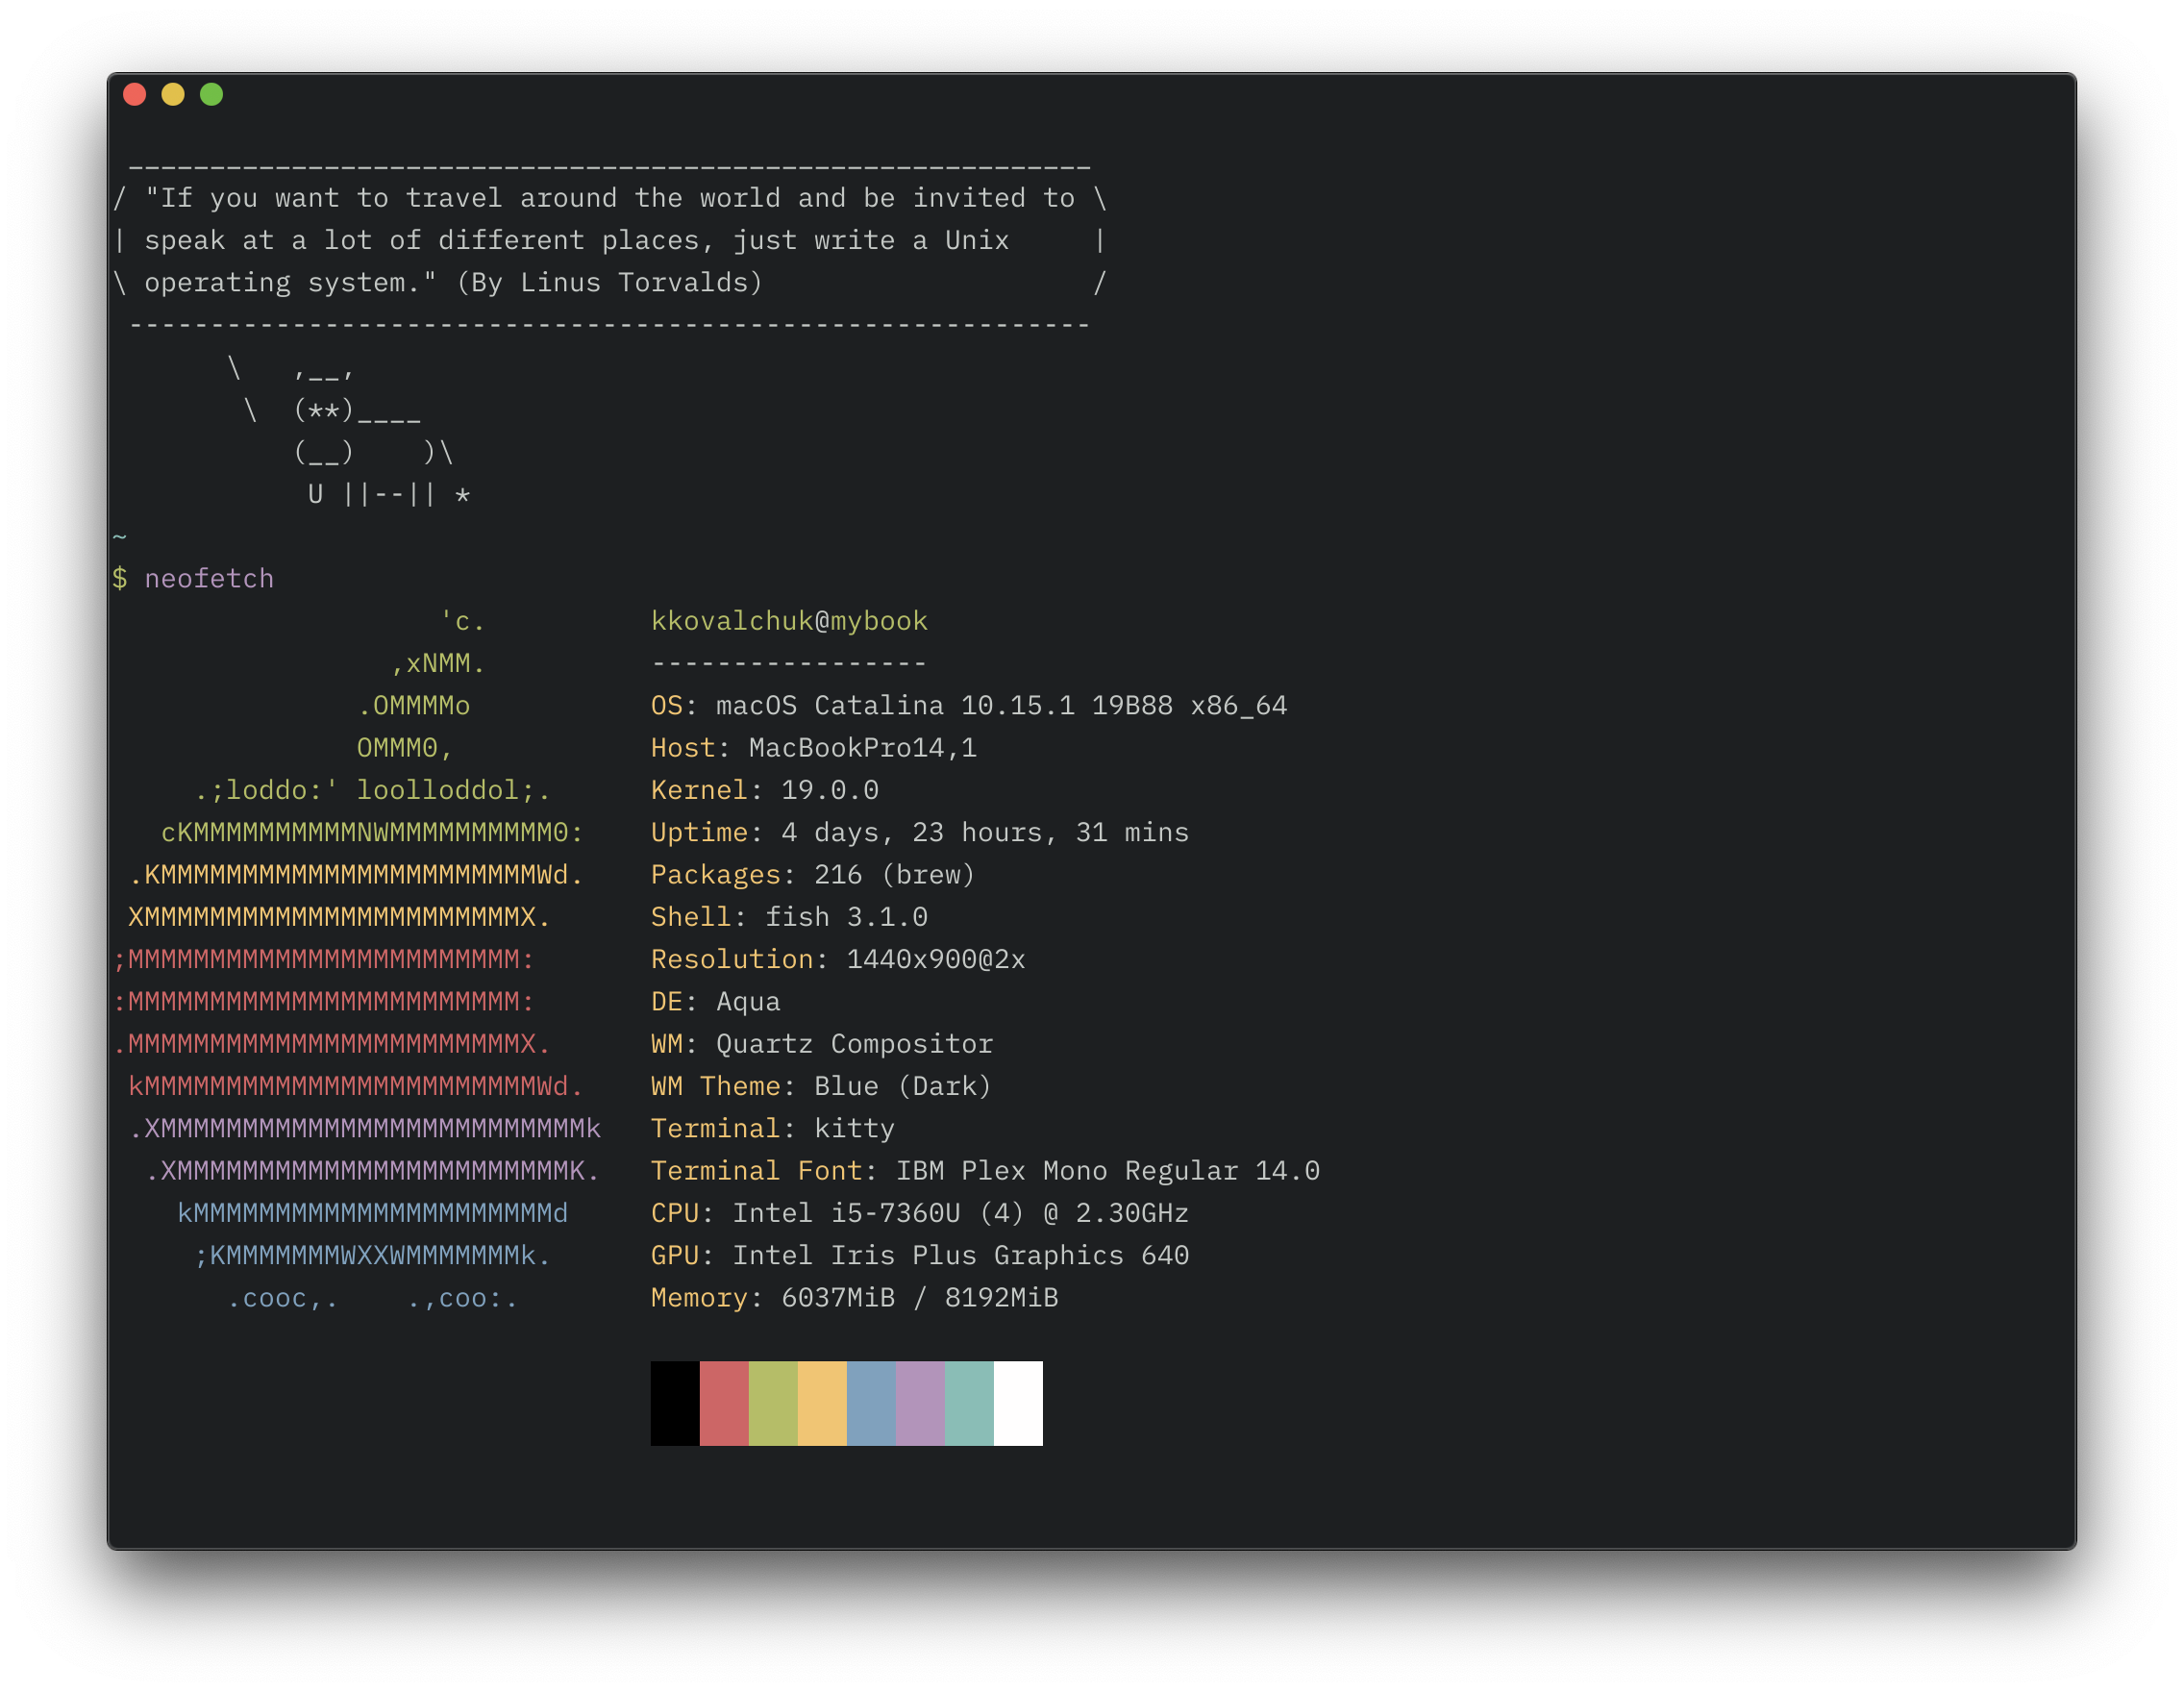 ___________________________________________________________
/ "If you want to travel around the world and be invited to \
| speak at a lot of different places, just write a Unix     |
\ operating system." (By Linus Torvalds)                    /
 -----------------------------------------------------------
       \   ,__,
        \  (**)____
           (__)    )\
            U ||--|| *
~
$ neofetch
                    'c.          kkovalchuk@mybook
                 ,xNMM.          -----------------
               .OMMMMo           OS: macOS Catalina 10.15.1 19B88 x86_64
               OMMM0,            Host: MacBookPro14,1
     .;loddo:' loolloddol;.      Kernel: 19.0.0
   cKMMMMMMMMMMNWMMMMMMMMMM0:    Uptime: 4 days, 23 hours, 31 mins
 .KMMMMMMMMMMMMMMMMMMMMMMMWd.    Packages: 216 (brew)
 XMMMMMMMMMMMMMMMMMMMMMMMX.      Shell: fish 3.1.0
;MMMMMMMMMMMMMMMMMMMMMMMM:       Resolution: 1440x900@2x
:MMMMMMMMMMMMMMMMMMMMMMMM:       DE: Aqua
.MMMMMMMMMMMMMMMMMMMMMMMMX.      WM: Quartz Compositor
 kMMMMMMMMMMMMMMMMMMMMMMMMWd.    WM Theme: Blue (Dark)
 .XMMMMMMMMMMMMMMMMMMMMMMMMMMk   Terminal: kitty
  .XMMMMMMMMMMMMMMMMMMMMMMMMK.   Terminal Font: IBM Plex Mono Regular 14.0
    kMMMMMMMMMMMMMMMMMMMMMMd     CPU: Intel i5-7360U (4) @ 2.30GHz
     ;KMMMMMMMWXXWMMMMMMMk.      GPU: Intel Iris Plus Graphics 640
       .cooc,.    .,coo:.        Memory: 6037MiB / 8192MiB